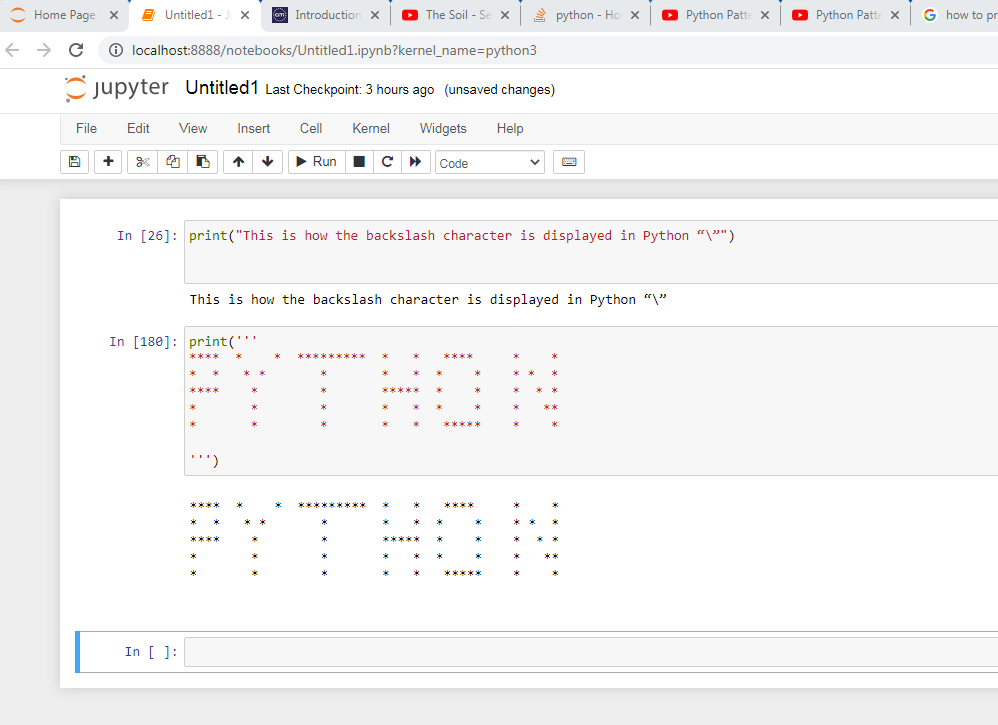 Home Page
Untitled1 - J
Introduction
The Soil - Se
python - Ho
Python Patte
Python Patte
how to pr
localhost:8888/notebooks/Untitled1.ipynb?kernel_name=python3
jupyter Untitled1 Last Checkpoint: 3 hours ago (unsaved changes)
File Edit View Insert Cell Kernel Widgets Help
Run Code
In [26]: print("This is how the backslash character is displayed in Python “\”")
This is how the backslash character is displayed in Python “\”
In [180]: print('''
**** *    *  *********  *   *   ****     *    *
*  *   * *       *       *   * *    *    * *  *
****    *        *       ***** *    *    *  * *
*       *        *       *   * *    *    *   **
*       *        *       *   *   *****    *    *
''')
**** *    *  *********  *   *   ****     *    *
*  *   * *       *       *   * *    *    * *  *
****    *        *       ***** *    *    *  * *
*       *        *       *   * *    *    *   **
*       *        *       *   *   *****    *    *
In [ ]: